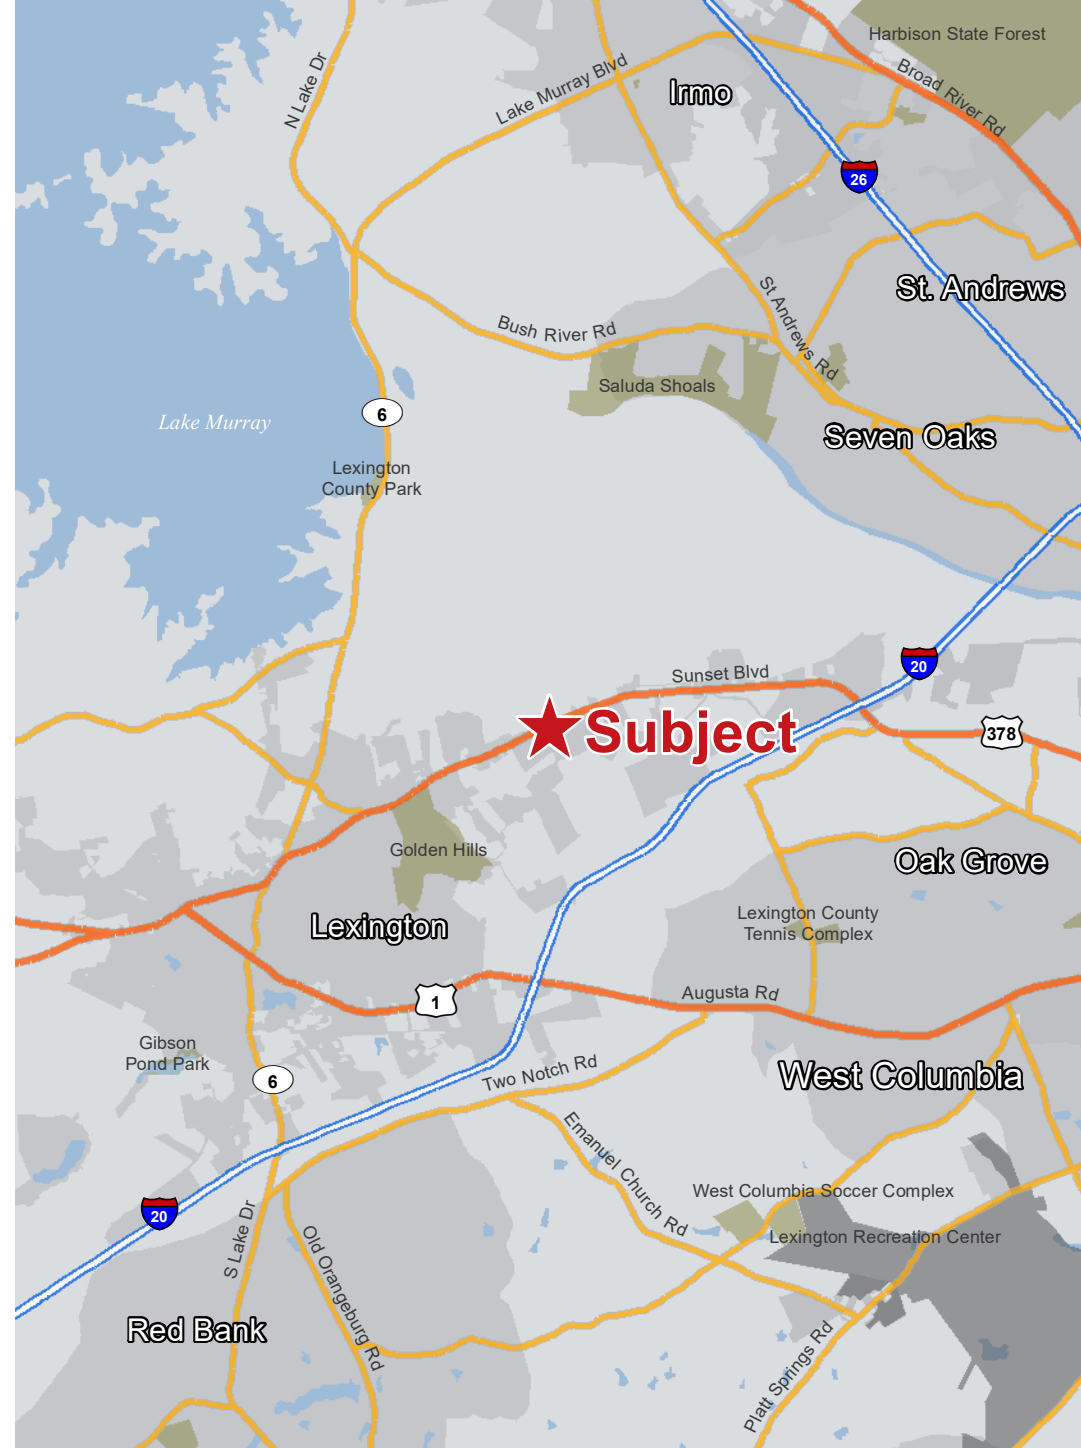 Harbison State Forest
N Lake Dr
Lake Murray Blvd
Irmo
Broad River Rd
26
St. Andrews
Bush River Rd
St Andrews Rd
Saluda Shoals
6
Lake Murray
Seven Oaks
Lexington
County Park
20
Sunset Blvd
Subject
378
Golden Hills
Oak Grove
Lexington
Lexington County
Tennis Complex
1
Augusta Rd
Gibson
Pond Park
6
Two Notch Rd
West Columbia
Emanuel Church Rd
West Columbia Soccer Complex
20
S Lake Dr
Old Orangeburg Rd
Lexington Recreation Center
Red Bank
Platt Springs Rd